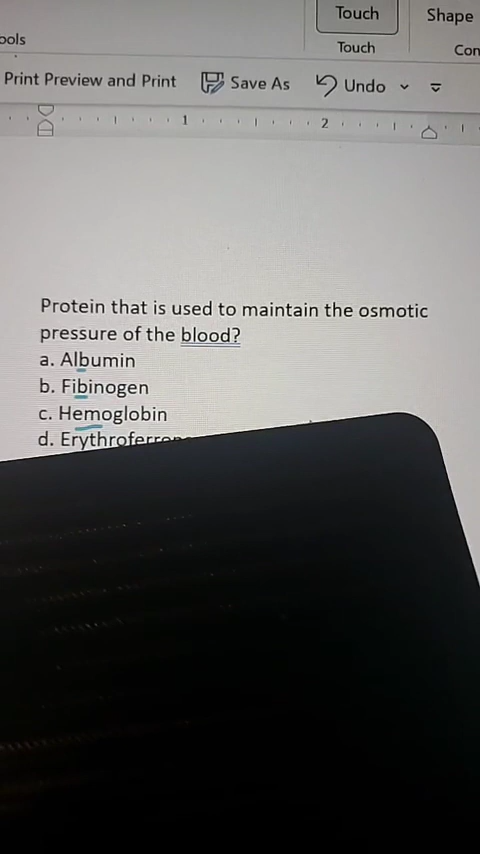 Touch
Shape
ools
Touch
Print Preview and Print Save As Undo
1 2
Protein that is used to maintain the osmotic
pressure of the blood?
a. Albumin
b. Fibinogen
c. Hemoglobin
d.